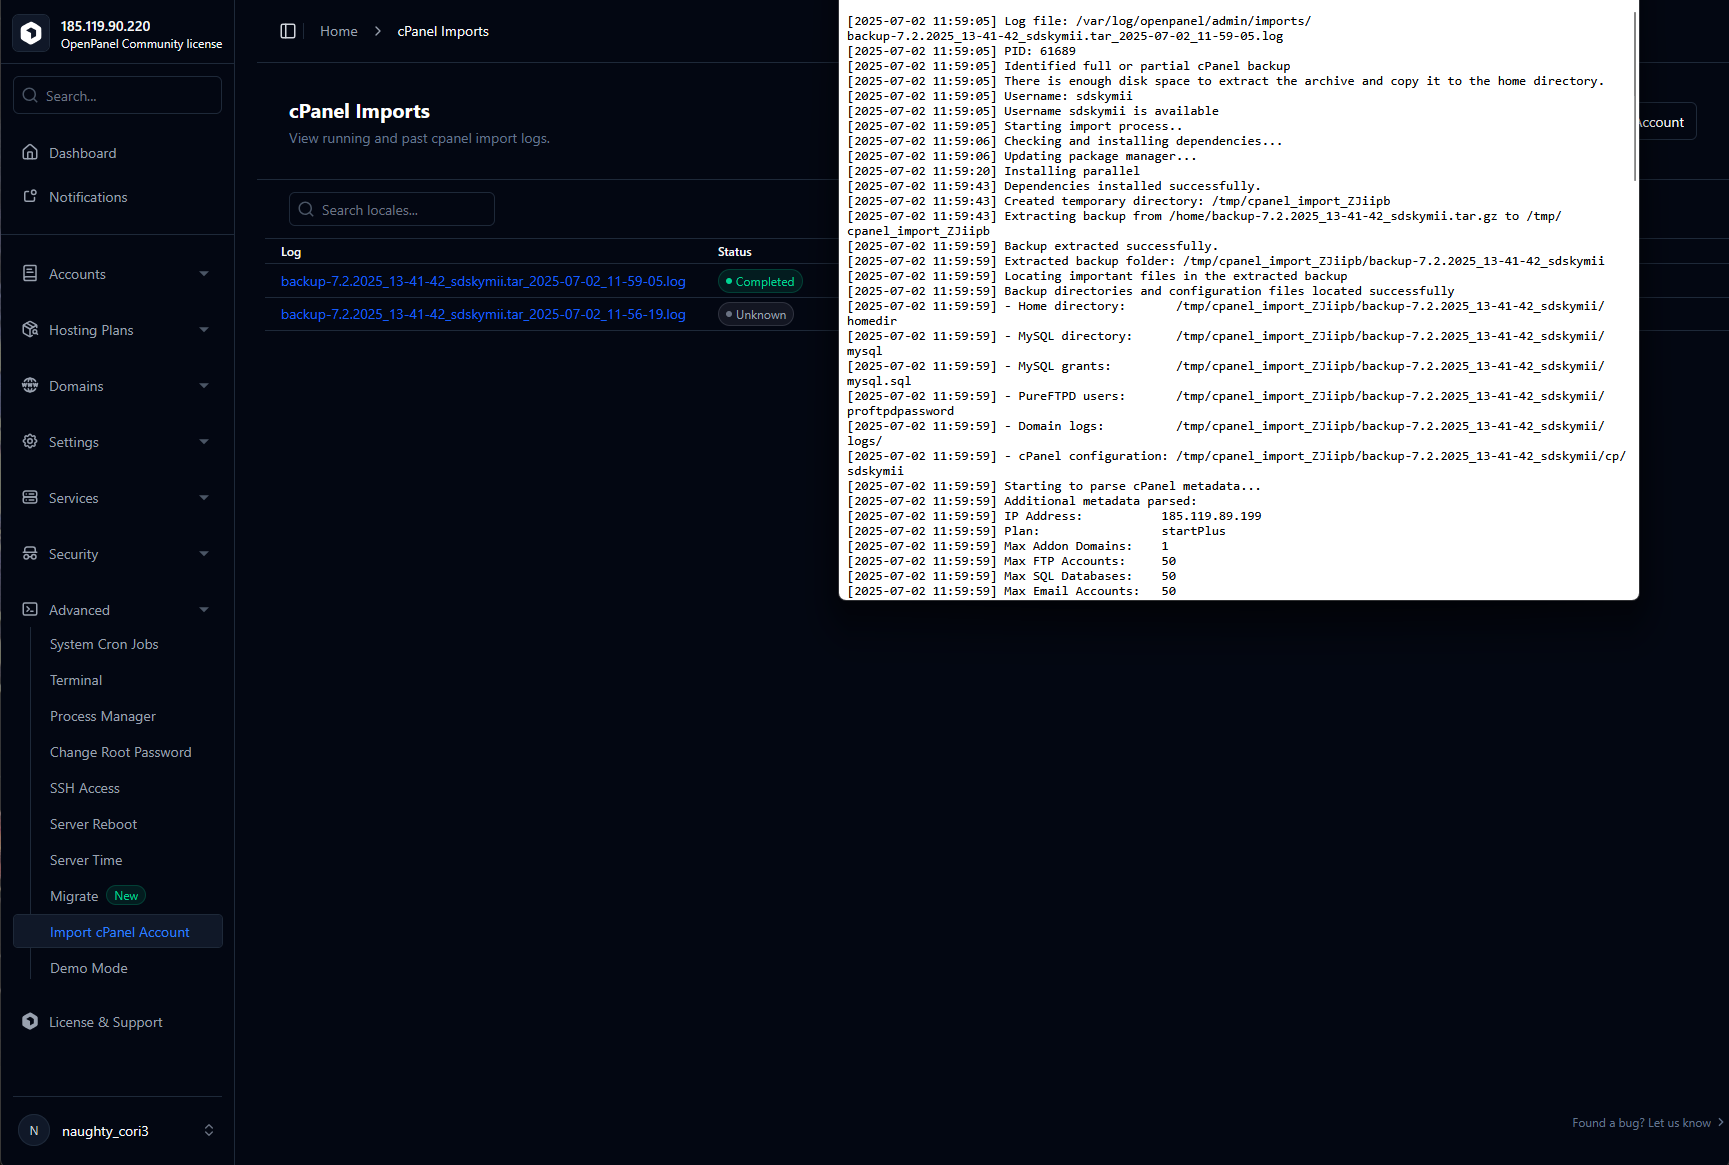 185.119.90.220
OpenPanel Community license
Search...
Dashboard
Notifications
Accounts
Hosting Plans
Domains
Settings
Services
Security
Advanced
System Cron Jobs
Terminal
Process Manager
Change Root Password
SSH Access
Server Reboot
Server Time
Migrate New
Import cPanel Account
Demo Mode
License & Support
N naughty_cori3
Home > cPanel Imports
cPanel Imports
View running and past cpanel import logs.
Account
Search locales...
Log Status
backup-7.2.2025_13-41-42_sdskymii.tar_2025-07-02_11-59-05.log Completed
backup-7.2.2025_13-41-42_sdskymii.tar_2025-07-02_11-56-19.log Unknown
[2025-07-02 11:59:05] Log file: /var/log/openpanel/admin/imports/
backup-7.2.2025_13-41-42_sdskymii.tar_2025-07-02_11-59-05.log
[2025-07-02 11:59:05] PID: 61689
[2025-07-02 11:59:05] Identified full or partial cPanel backup
[2025-07-02 11:59:05] There is enough disk space to extract the archive and copy it to the home directory.
[2025-07-02 11:59:05] Username: sdskymii
[2025-07-02 11:59:05] Username sdskymii is available
[2025-07-02 11:59:05] Starting import process..
[2025-07-02 11:59:06] Checking and installing dependencies...
[2025-07-02 11:59:06] Updating package manager...
[2025-07-02 11:59:20] Installing parallel
[2025-07-02 11:59:43] Dependencies installed successfully.
[2025-07-02 11:59:43] Created temporary directory: /tmp/cpanel_import_ZJiipb
[2025-07-02 11:59:43] Extracting backup from /home/backup-7.2.2025_13-41-42_sdskymii.tar.gz to /tmp/
cpanel_import_ZJiipb
[2025-07-02 11:59:59] Backup extracted successfully.
[2025-07-02 11:59:59] Extracted backup folder: /tmp/cpanel_import_ZJiipb/backup-7.2.2025_13-41-42_sdskymii
[2025-07-02 11:59:59] Locating important files in the extracted backup
[2025-07-02 11:59:59] Backup directories and configuration files located successfully
[2025-07-02 11:59:59] - Home directory: /tmp/cpanel_import_ZJiipb/backup-7.2.2025_13-41-42_sdskymii/
homedir
[2025-07-02 11:59:59] - MySQL directory: /tmp/cpanel_import_ZJiipb/backup-7.2.2025_13-41-42_sdskymii/
mysql
[2025-07-02 11:59:59] - MySQL grants: /tmp/cpanel_import_ZJiipb/backup-7.2.2025_13-41-42_sdskymii/
mysql.sql
[2025-07-02 11:59:59] - PureFTPD users: /tmp/cpanel_import_ZJiipb/backup-7.2.2025_13-41-42_sdskymii/
proftpdpassword
[2025-07-02 11:59:59] - Domain logs: /tmp/cpanel_import_ZJiipb/backup-7.2.2025_13-41-42_sdskymii/
logs/
[2025-07-02 11:59:59] - cPanel configuration: /tmp/cpanel_import_ZJiipb/backup-7.2.2025_13-41-42_sdskymii/cp/
sdskymii
[2025-07-02 11:59:59] Starting to parse cPanel metadata...
[2025-07-02 11:59:59] Additional metadata parsed:
[2025-07-02 11:59:59] IP Address: 185.119.89.199
[2025-07-02 11:59:59] Plan: startPlus
[2025-07-02 11:59:59] Max Addon Domains: 1
[2025-07-02 11:59:59] Max FTP Accounts: 50
[2025-07-02 11:59:59] Max SQL Databases: 50
[2025-07-02 11:59:59] Max Email Accounts: 50
Found a bug? Let us know >